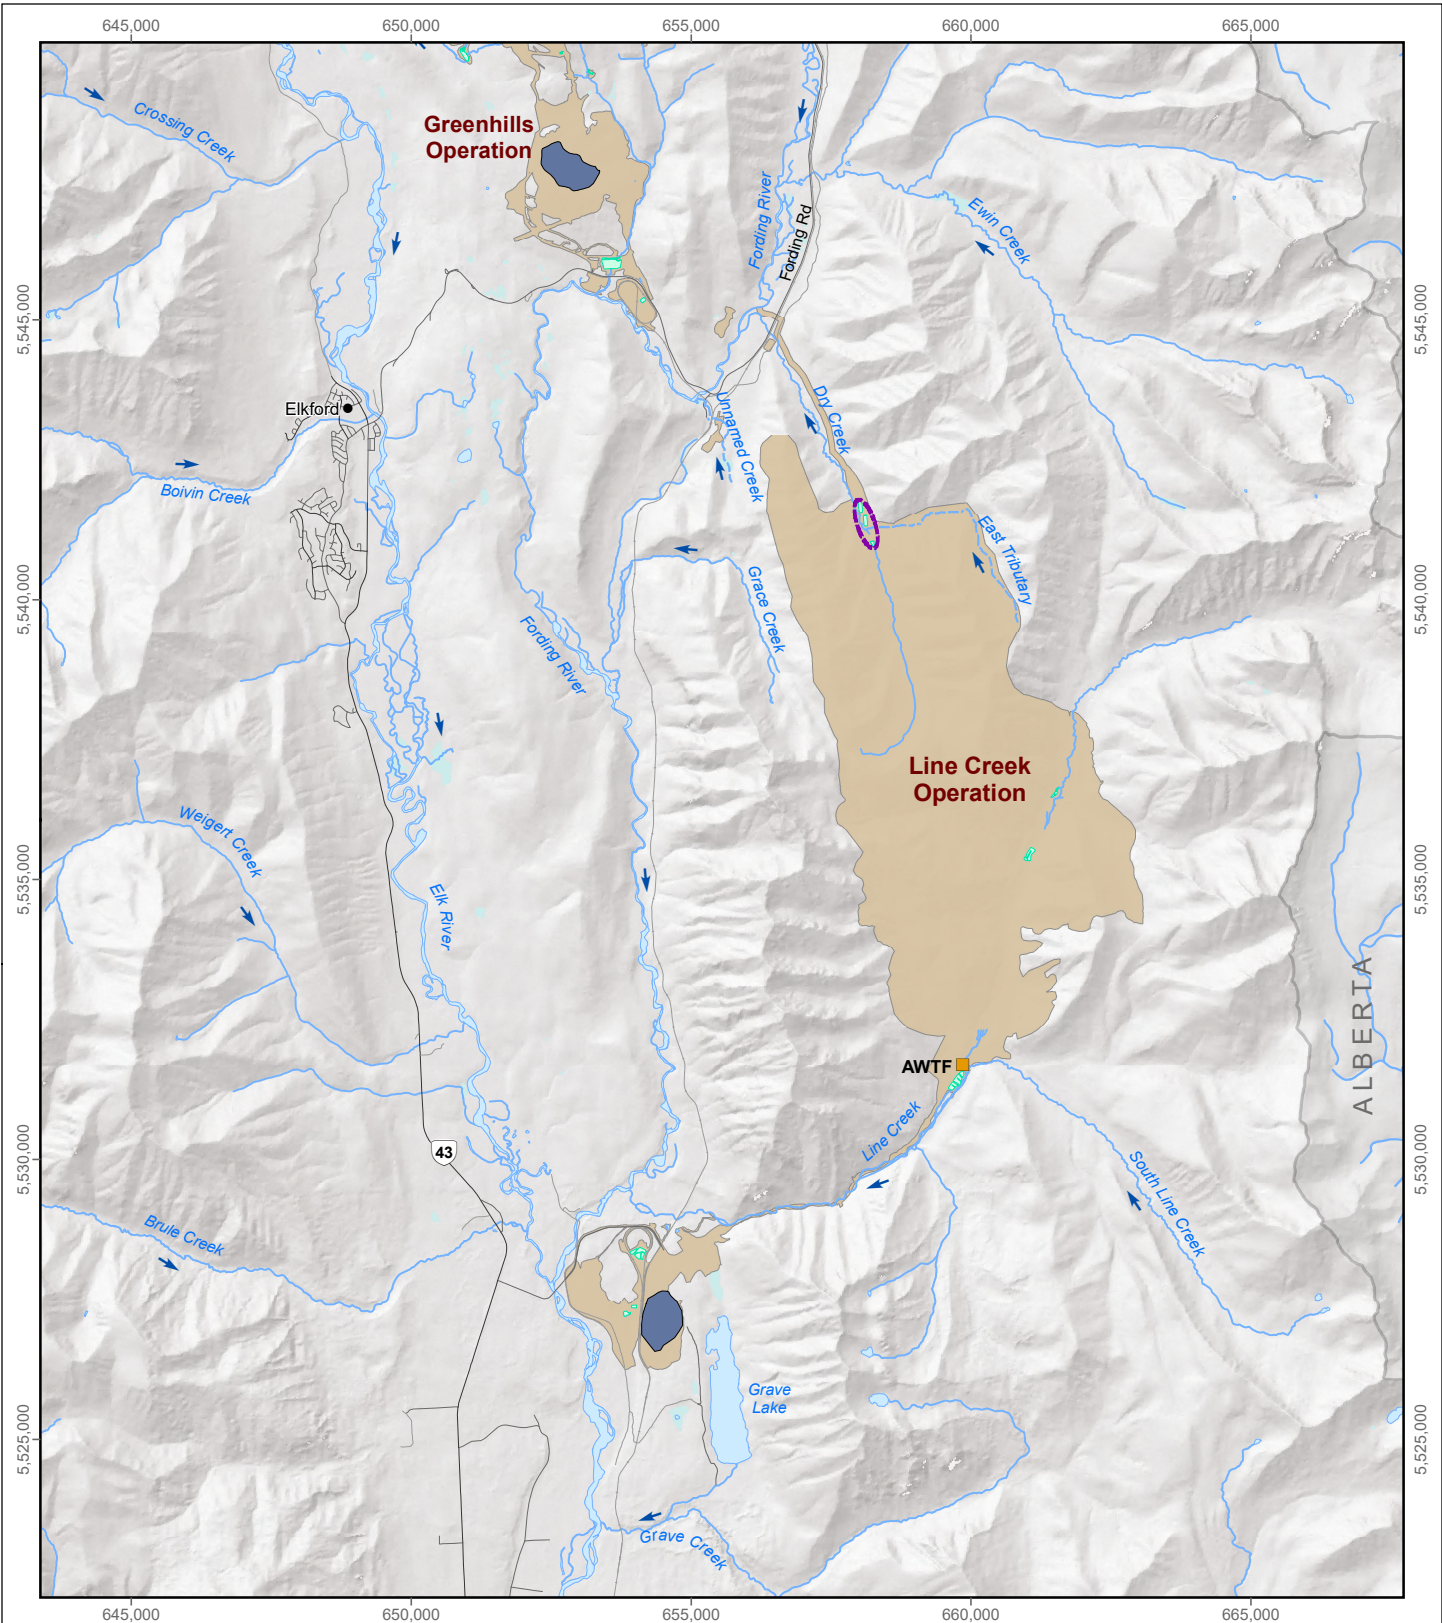 645,000
650,000
655,000
660,000
665,000
Crossing Creek
Greenhills
Operation
Fording River
Fording Rd
Ewin Creek
5,545,000
5,545,000
Elkford
Dry Creek
Unnamed Creek
Boivin Creek
East Tributary
5,540,000
5,540,000
Grace Creek
Fording River
Line Creek
Operation
Weigert Creek
5,535,000
5,535,000
Elk River
ALBERTA
AWTF
Line Creek
43
5,530,000
5,530,000
South Line Creek
Brule Creek
Grave
Lake
5,525,000
5,525,000
Grave Creek
645,000
650,000
655,000
660,000
665,000